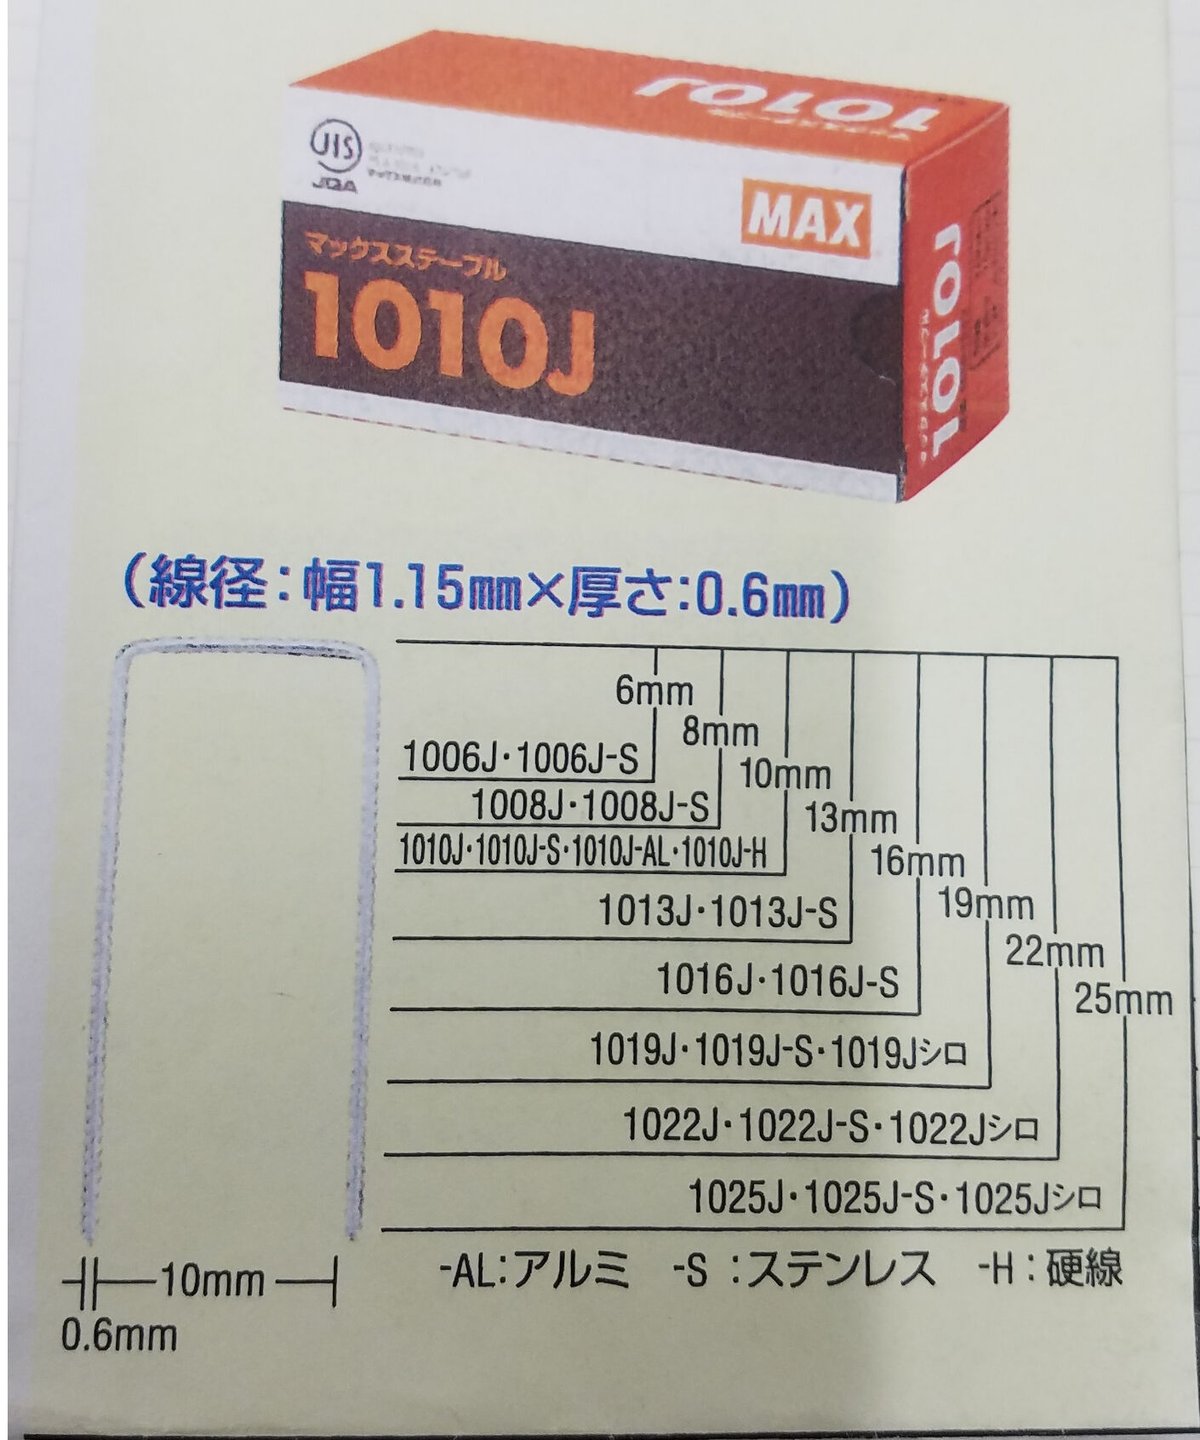 1010J
JIS
JQA
MAX
マックスステープル
1010J
1010J
(線径:幅1.15mm×厚さ:0.6mm)
6mm
8mm
1006J・1006J-S
10mm
1008J・1008J-S
13mm
1010J・1010J-S・1010J-AL・1010J-H
16mm
1013J・1013J-S
19mm
22mm
1016J・1016J-S
25mm
1019J・1019J-S・1019Jシロ
1022J・1022J-S・1022Jシロ
1025J・1025J-S・1025Jシロ
-AL:アルミ -S:ステンレス -H:硬線
10mm
0.6mm